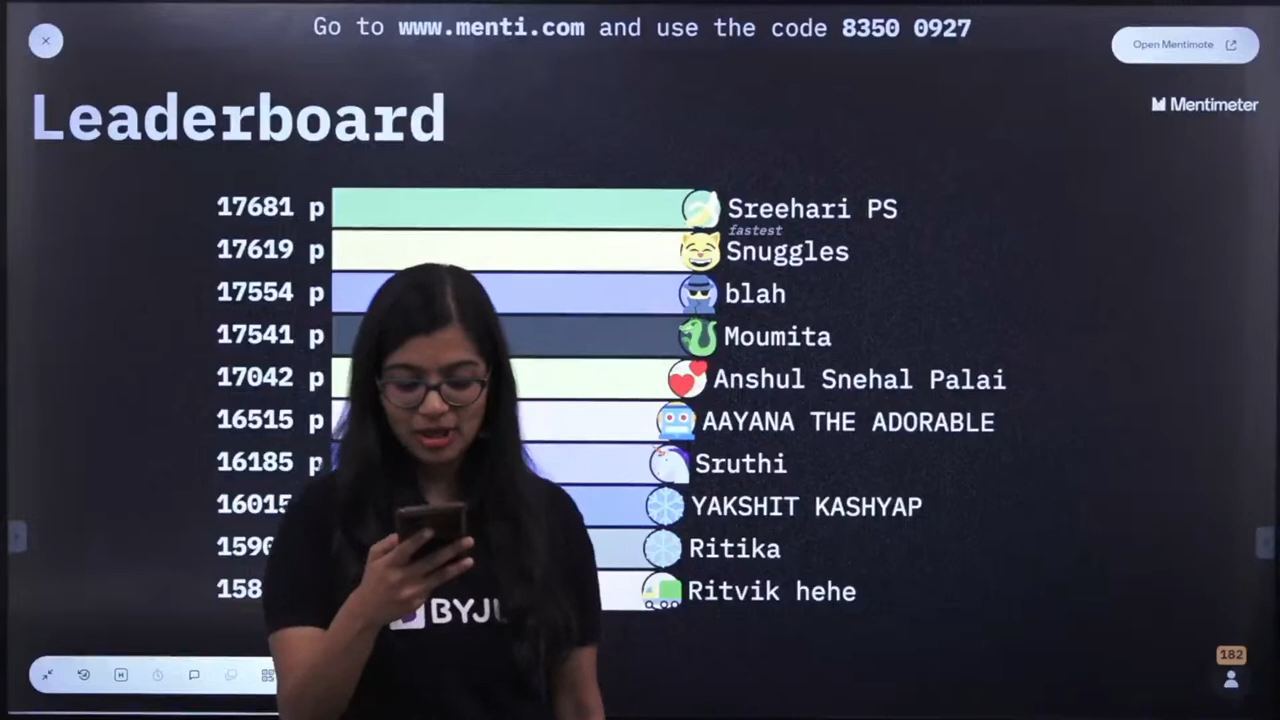 Go to www.menti.com and use the code 8350 0927
Open Mentimote
Mentimeter
Leaderboard
17681 p Sreehari PS
fastest
17619 p Snuggles
17554 p blah
17541 p Moumita
17042 p Anshul Snehal Palai
16515 p AAYANA THE ADORABLE
16185 p Sruthi
16015 YAKSHIT KASHYAP
Ritika
Ritvik hehe
BYJU
182